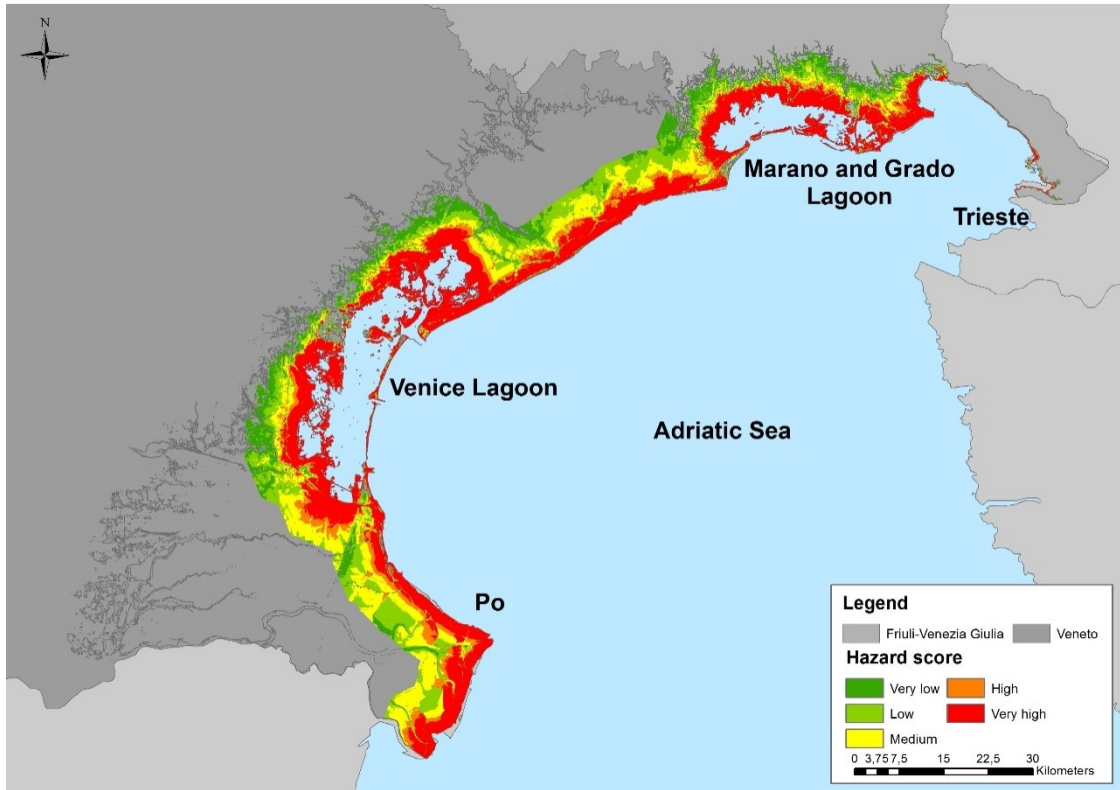 N
Marano and Grado
Lagoon
Trieste
Venice Lagoon
Adriatic Sea
Po
Legend
Friuli-Venezia Giulia
Veneto
Hazard score
Very low
High
Low
Very high
Medium
0 3,75 7,5 15 22,5 30
Kilometers